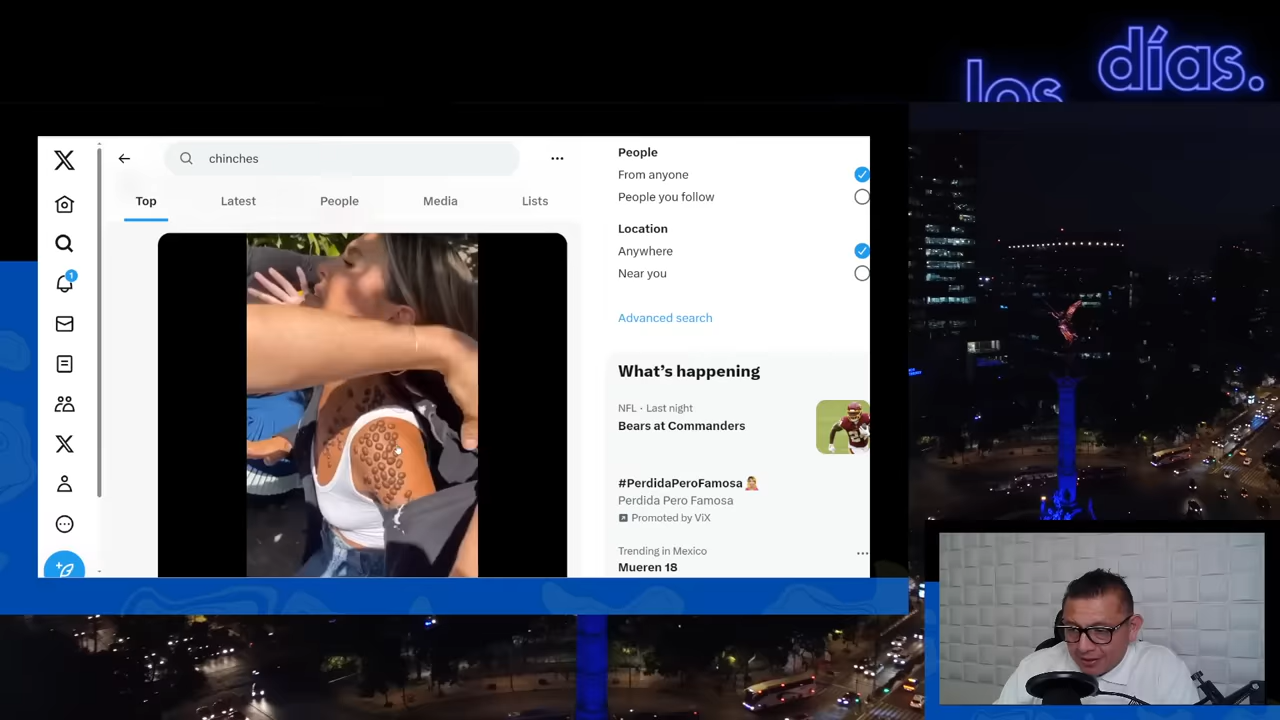 los
días.
chinches
Top
Latest
People
Media
Lists
1
People
From anyone
People you follow
Location
Anywhere
Near you
Advanced search
What’s happening
NFL · Last night
Bears at Commanders
#PerdidaPeroFamosa
Perdida Pero Famosa
Promoted by ViX
Trending in Mexico
Mueren 18